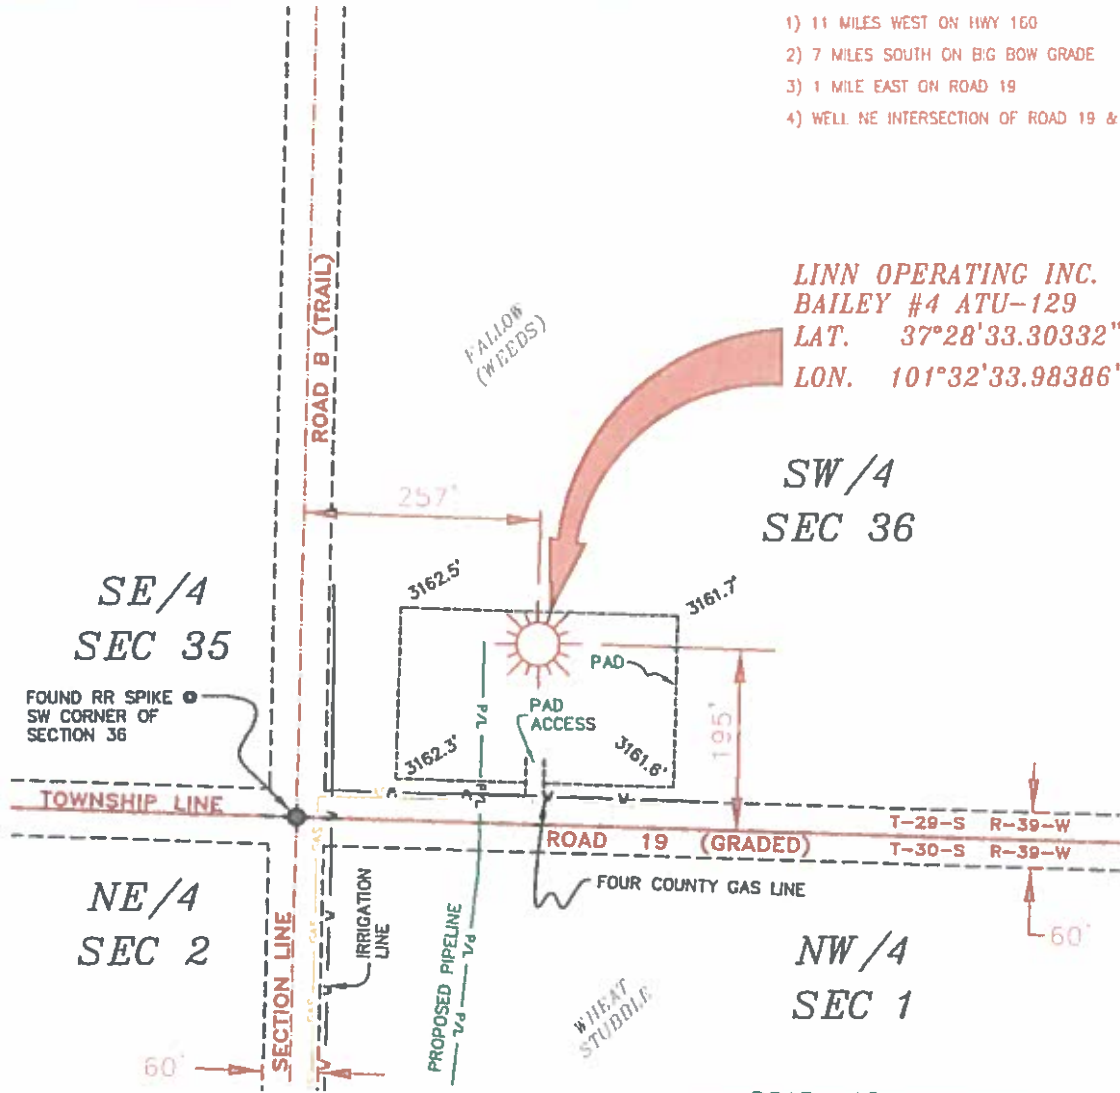 1) 11 MILES WEST ON HWY 160
2) 7 MILES SOUTH ON BIG BOW GRADE
3) 1 MILE EAST ON ROAD 19
4) WELL NE INTERSECTION OF ROAD 19 &
LINN OPERATING INC.
BAILEY #4 ATU-129
LAT. 37°28'33.30332"
LON. 101°32'33.98386"
ROAD B (TRAIL)
FALLOW
(WEEDS)
SW/4
SEC 36
257'
SE/4
SEC 35
3162.5'
3161.7'
PAD
FOUND RR SPIKE @
SW CORNER OF
SECTION 36
P/L
PAD
ACCESS
195'
3162.3'
3161.6'
P/L
TOWNSHIP LINE
T-29-S R-39-W
ROAD 19 (GRADED)
T-30-S R-39-W
GAS
FOUR COUNTY GAS LINE
NE/4
SEC 2
IRRIGATION
LINE
SECTION LINE
GAS
GAS
PROPOSED PIPELINE
P/L
P/L
60'
NW/4
SEC 1
WHEAT
STUBBLE
60'